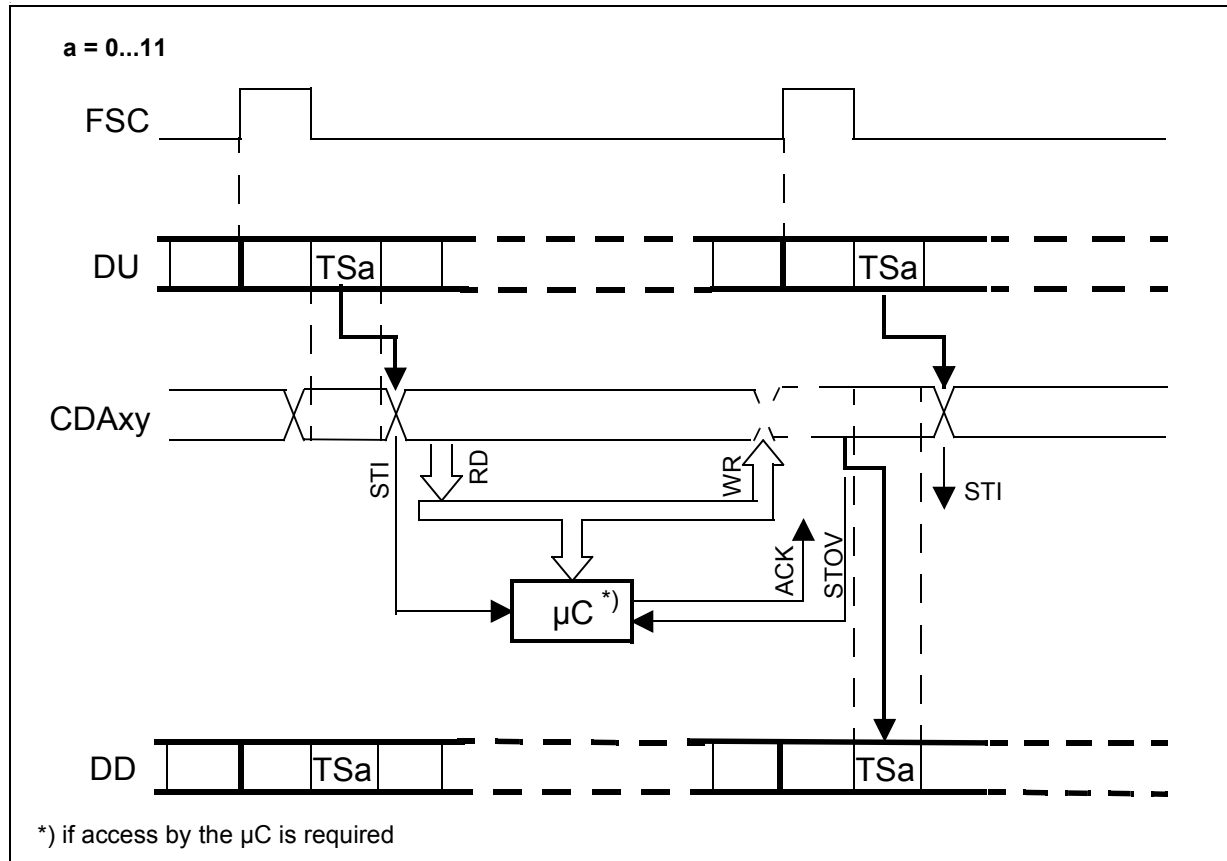 a = 0...11
FSC
DU
TSa
TSa
CDAxy
STI
RD
WR
STI
ACK
STOV
µC *)
DD
TSa
TSa
*) if access by the µC is required